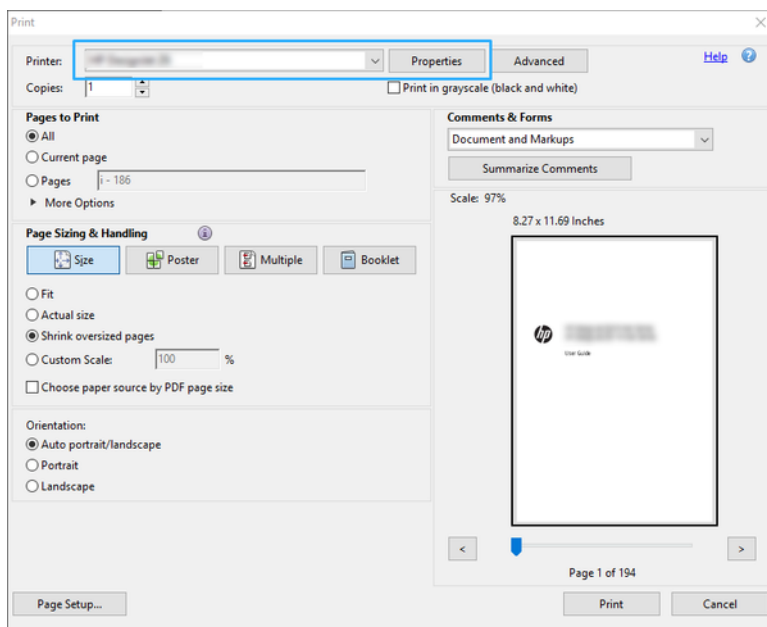 Print
Printer: Properties Advanced Help ?
Copies: 1 Print in grayscale (black and white)
Pages to Print
All
Current page
Pages i - 186
More Options
Page Sizing & Handling i
Size Poster Multiple Booklet
Fit
Actual size
Shrink oversized pages
Custom Scale: 100 %
Choose paper source by PDF page size
Orientation:
Auto portrait/landscape
Portrait
Landscape
Comments & Forms
Document and Markups
Summarize Comments
Scale: 97%
8.27 x 11.69 Inches
hp
User Guide
< >
Page 1 of 194
Page Setup... Print Cancel